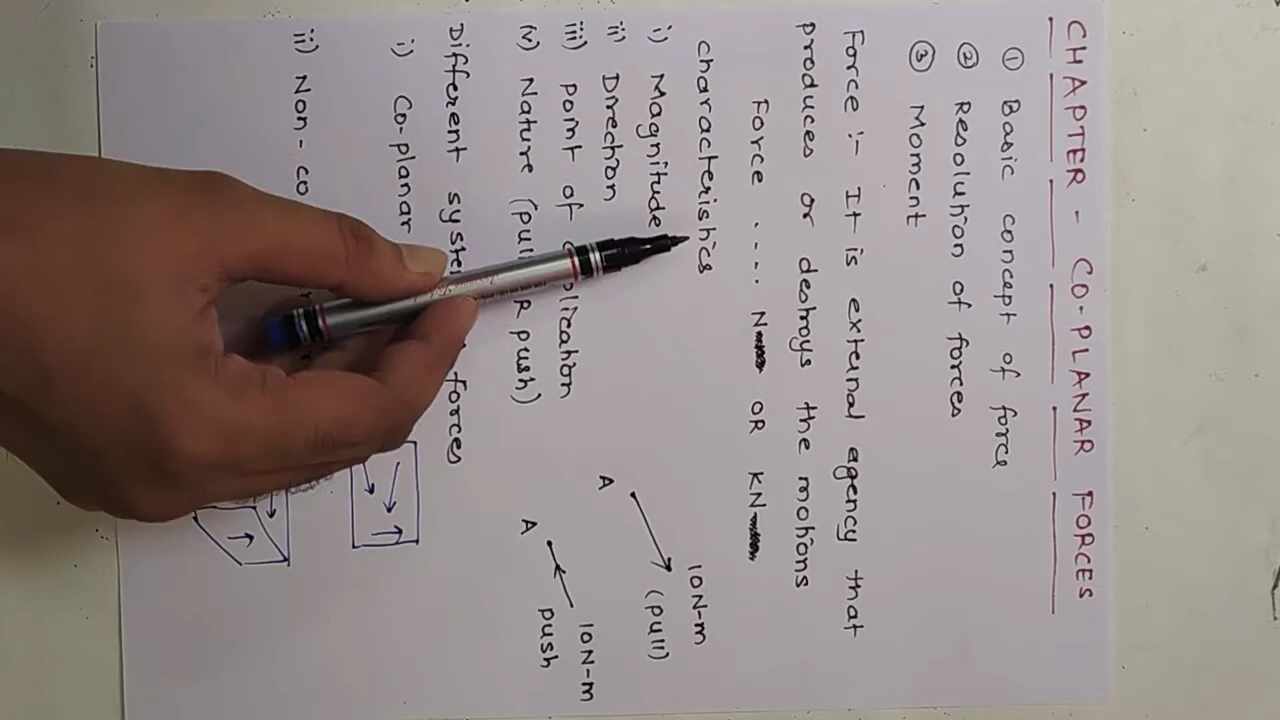 CHAPTER - CO-PLANAR FORCES
① Basic concept of force
② Resolution of forces
③ Moment
Force :- It is external agency that
produces or destroys the motions
Force . - - . N OR KN
characteristics
i) Magnitude
ii) Direction
iii) point of
(iv) Nature (pull push)
Different forces
i) Co-planar
ii) Non-
10N-m
(pull)
A
10N-m
A
push